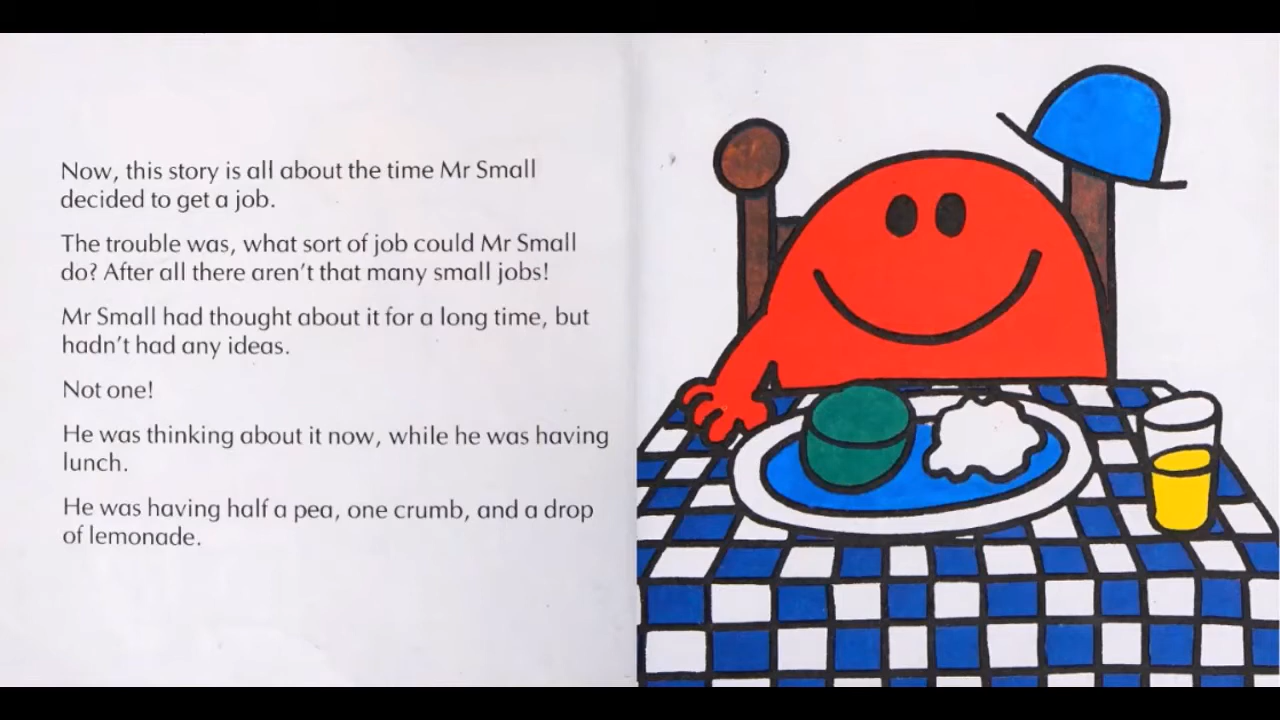 Now, this story is all about the time Mr Small
decided to get a job.
The trouble was, what sort of job could Mr Small
do? After all there aren't that many small jobs!
Mr Small had thought about it for a long time, but
hadn't had any ideas.
Not one!
He was thinking about it now, while he was having
lunch.
He was having half a pea, one crumb, and a drop
of lemonade.